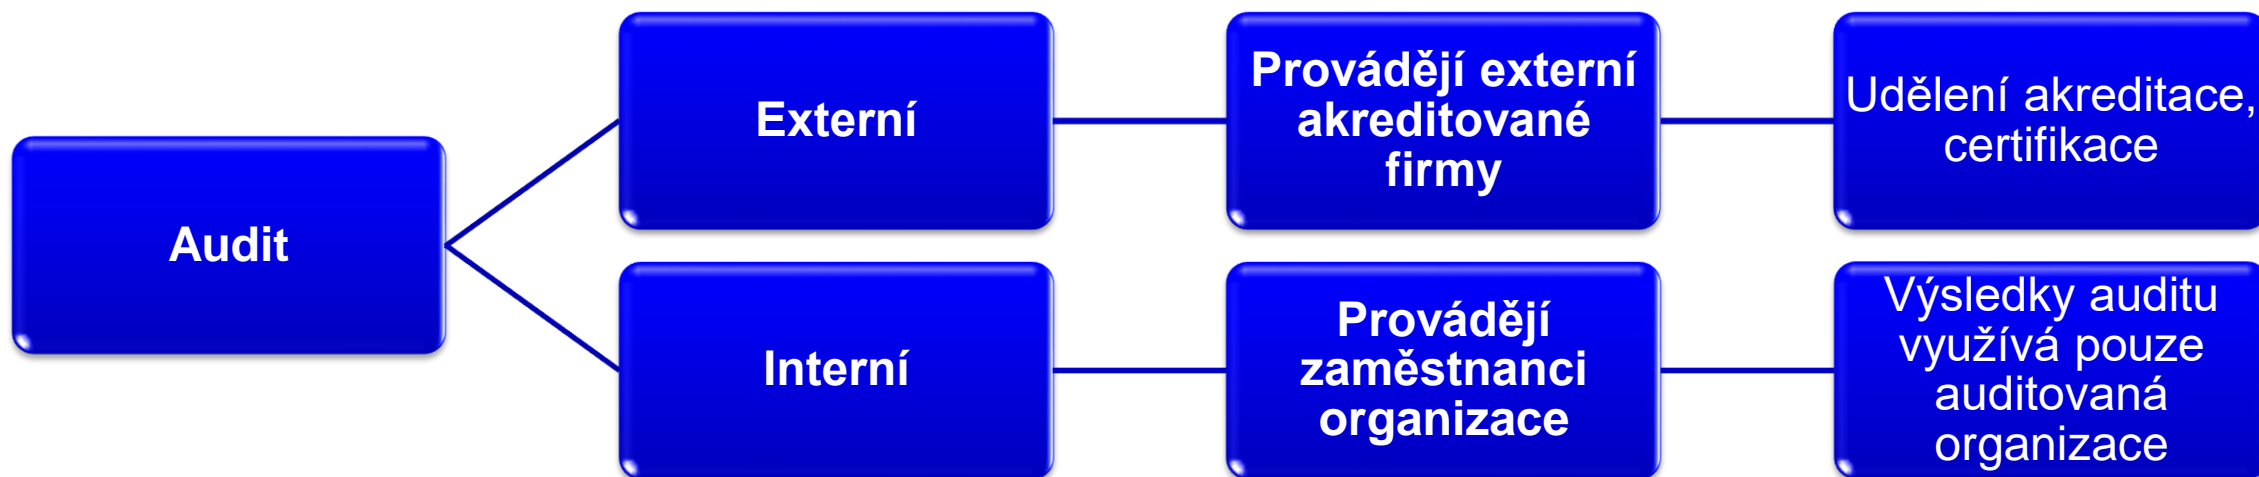 Audit
Externí
Provádějí externí
akreditované
firmy
Udělení akreditace,
certifikace
Interní
Provádějí
zaměstnanci
organizace
Výsledky auditu
využívá pouze
auditovaná
organizace